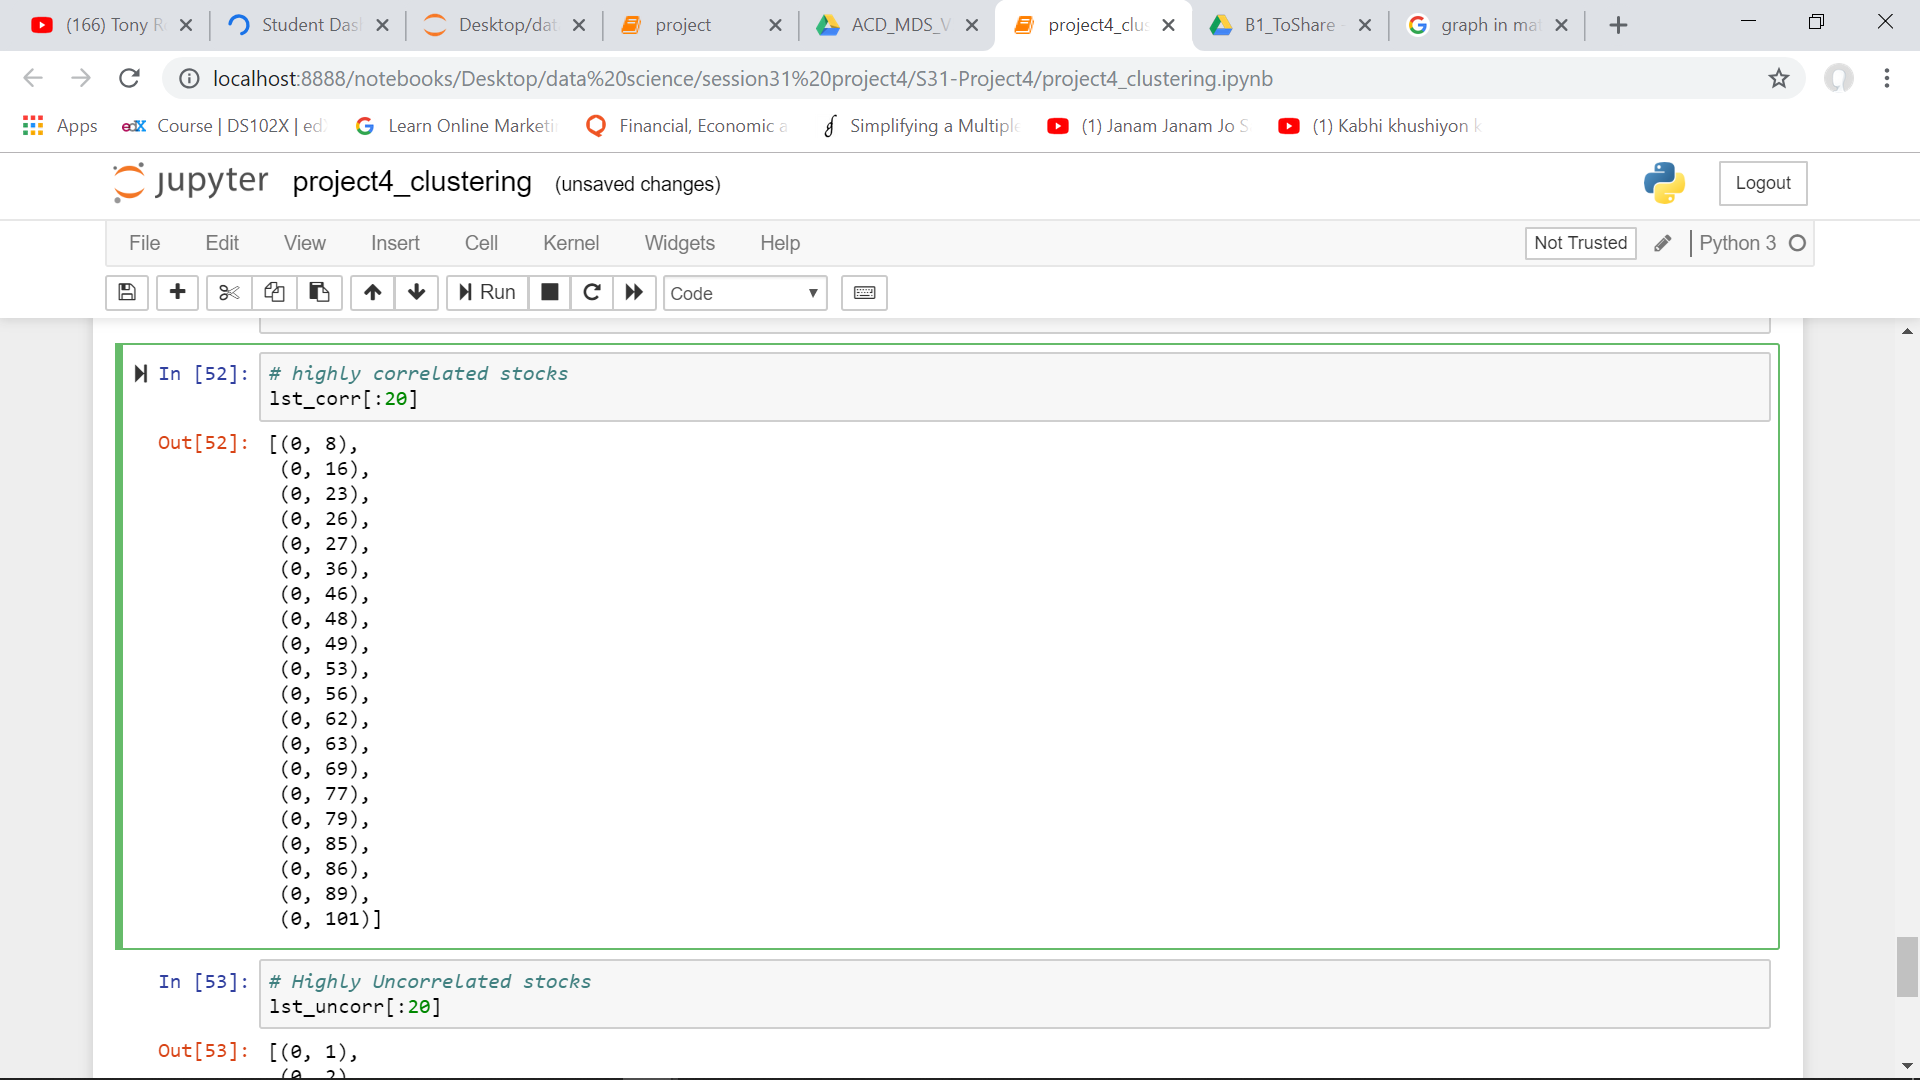 (166) Tony R
Student Das
Desktop/dat
project
ACD_MDS_V
project4_clus
B1_ToShare
graph in mat
localhost:8888/notebooks/Desktop/data%20science/session31%20project4/S31-Project4/project4_clustering.ipynb
Apps
edX Course | DS102X | ed
Learn Online Marketi
Financial, Economic a
Simplifying a Multiple
(1) Janam Janam Jo S
(1) Kabhi khushiyon k
jupyter project4_clustering (unsaved changes)
Logout
File Edit View Insert Cell Kernel Widgets Help
Not Trusted
Python 3
Run
Code
In [52]: # highly correlated stocks
lst_corr[:20]
Out[52]: [(0, 8),
(0, 16),
(0, 23),
(0, 26),
(0, 27),
(0, 36),
(0, 46),
(0, 48),
(0, 49),
(0, 53),
(0, 56),
(0, 62),
(0, 63),
(0, 69),
(0, 77),
(0, 79),
(0, 85),
(0, 86),
(0, 89),
(0, 101)]
In [53]: # Highly Uncorrelated stocks
lst_uncorr[:20]
Out[53]: [(0, 1),
(0, 2)